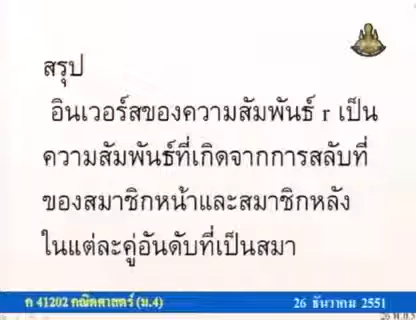 สรุป
อินเวอร์สของความสัมพันธ์ r เป็น
ความสัมพันธ์ที่เกิดจากการสลับที่
ของสมาชิกหน้าและสมาชิกหลัง
ในแต่ละคู่อันดับที่เป็นสมา
ค 41202 คณิตศาสตร์ (ม.4)
26 ธันวาคม 2551